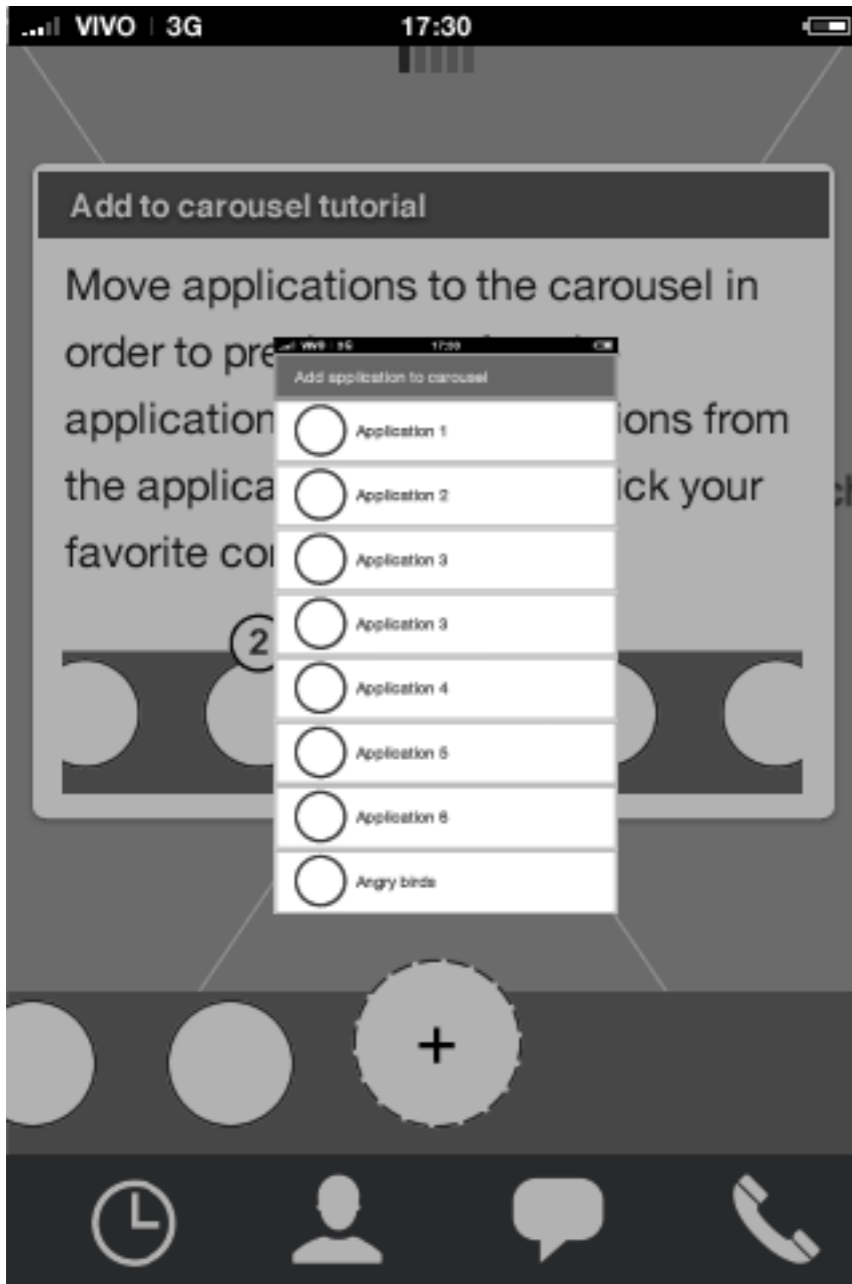 VIVO | 3G 17:30
Add to carousel tutorial
Move applications to the carousel in
order to pre
application ions from
the applica ick your
favorite co
2
VIVO | 3G 17:30
Add application to carousel
Application 1
Application 2
Application 3
Application 3
Application 4
Application 5
Application 6
Angry birds
+